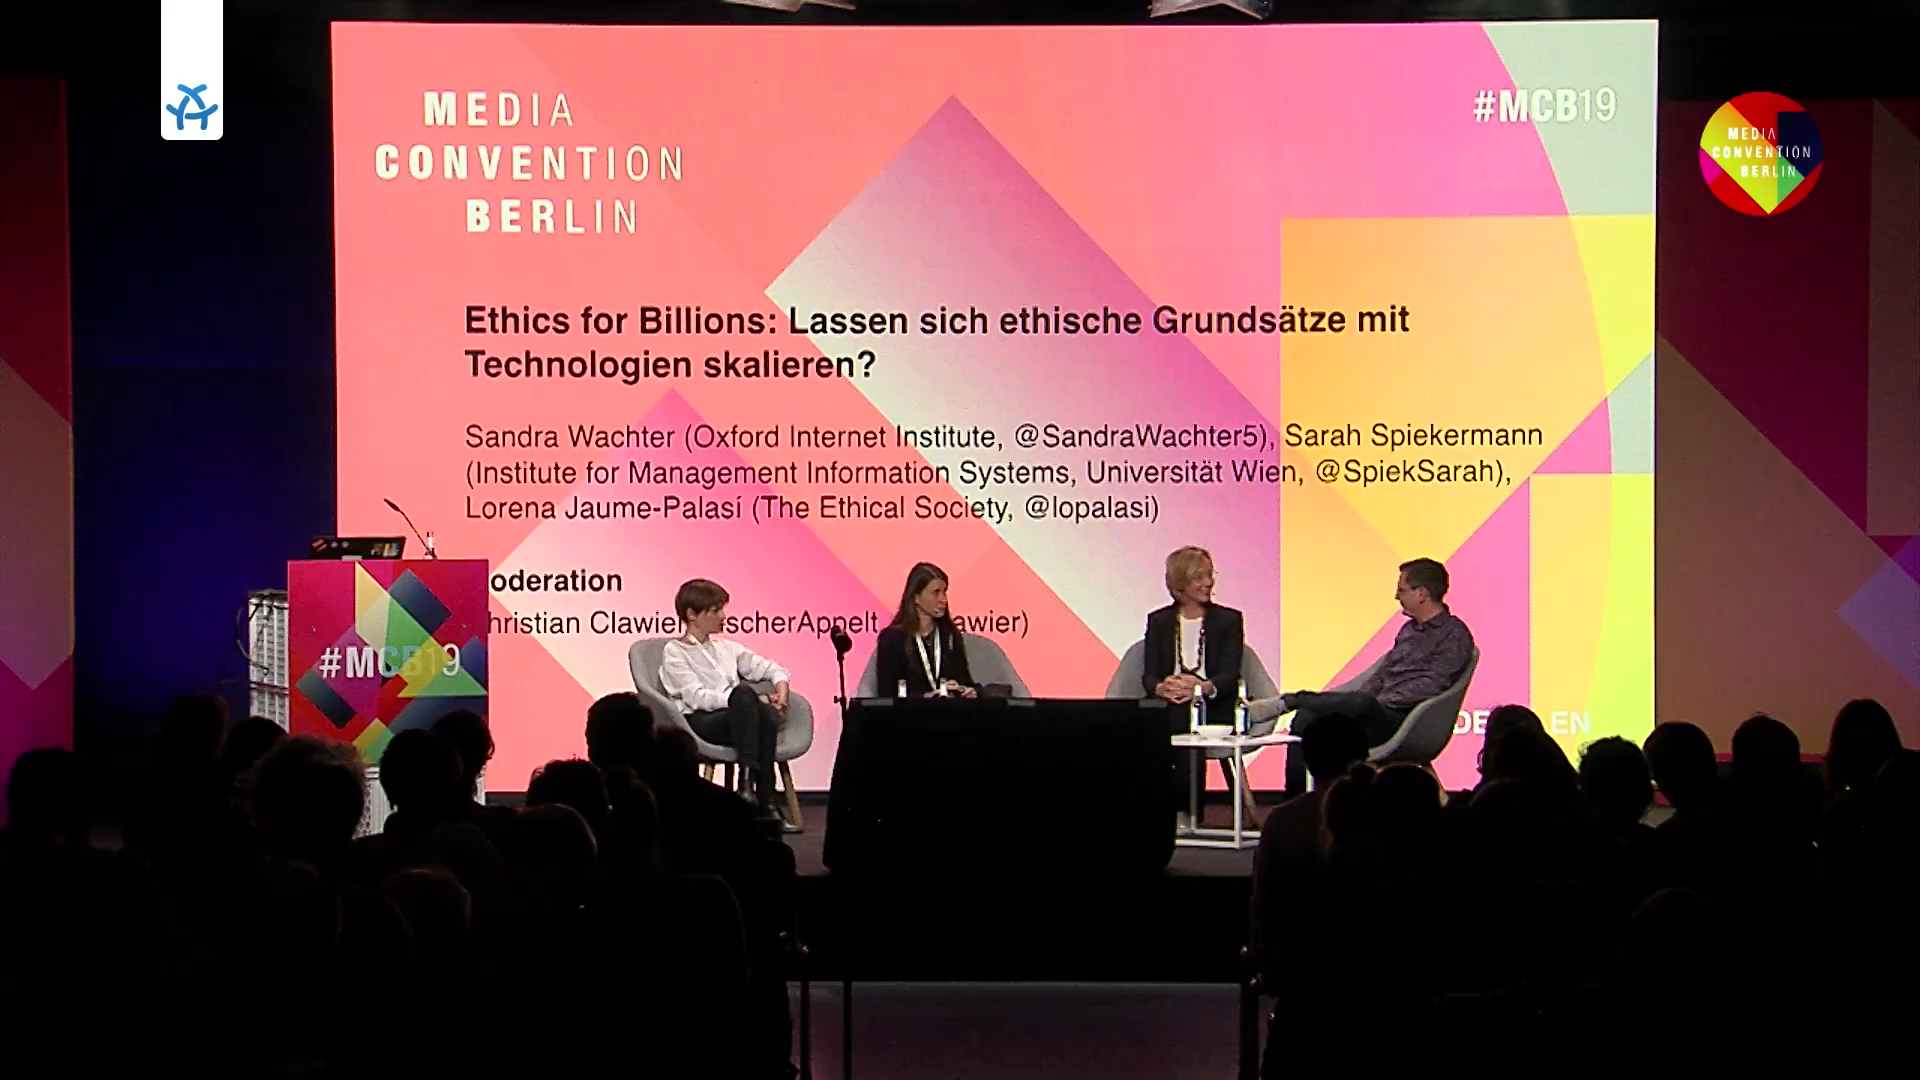 MEDIA
CONVENTION
BERLIN
#MCB19
MEDIA
CONVENTION
BERLIN
Ethics for Billions: Lassen sich ethische Grundsätze mit
Technologien skalieren?
Sandra Wachter (Oxford Internet Institute, @SandraWachter5), Sarah Spiekermann
(Institute for Management Information Systems, Universität Wien, @SpiekSarah),
Lorena Jaume-Palasí (The Ethical Society, @lopalasi)
oderation
hristian Clawie scherAppelt awier)
#MCB19
DE EN